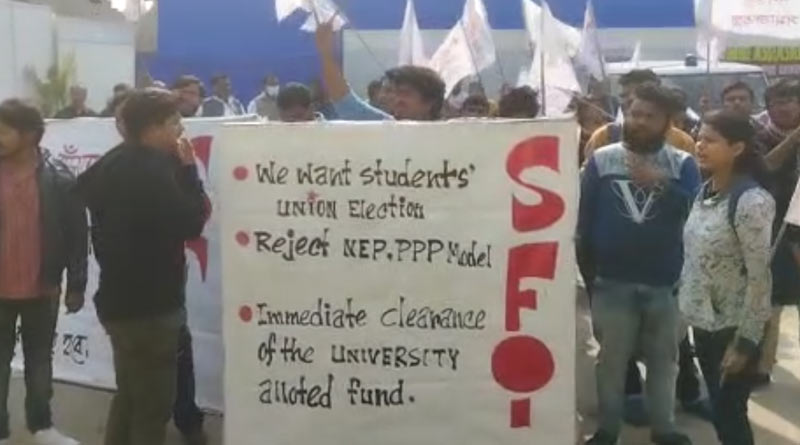 We want students'
UNION Election
Reject NEP, PPP Model
Immediate clearance
of the UNIVERSITY
alloted fund.
SFI